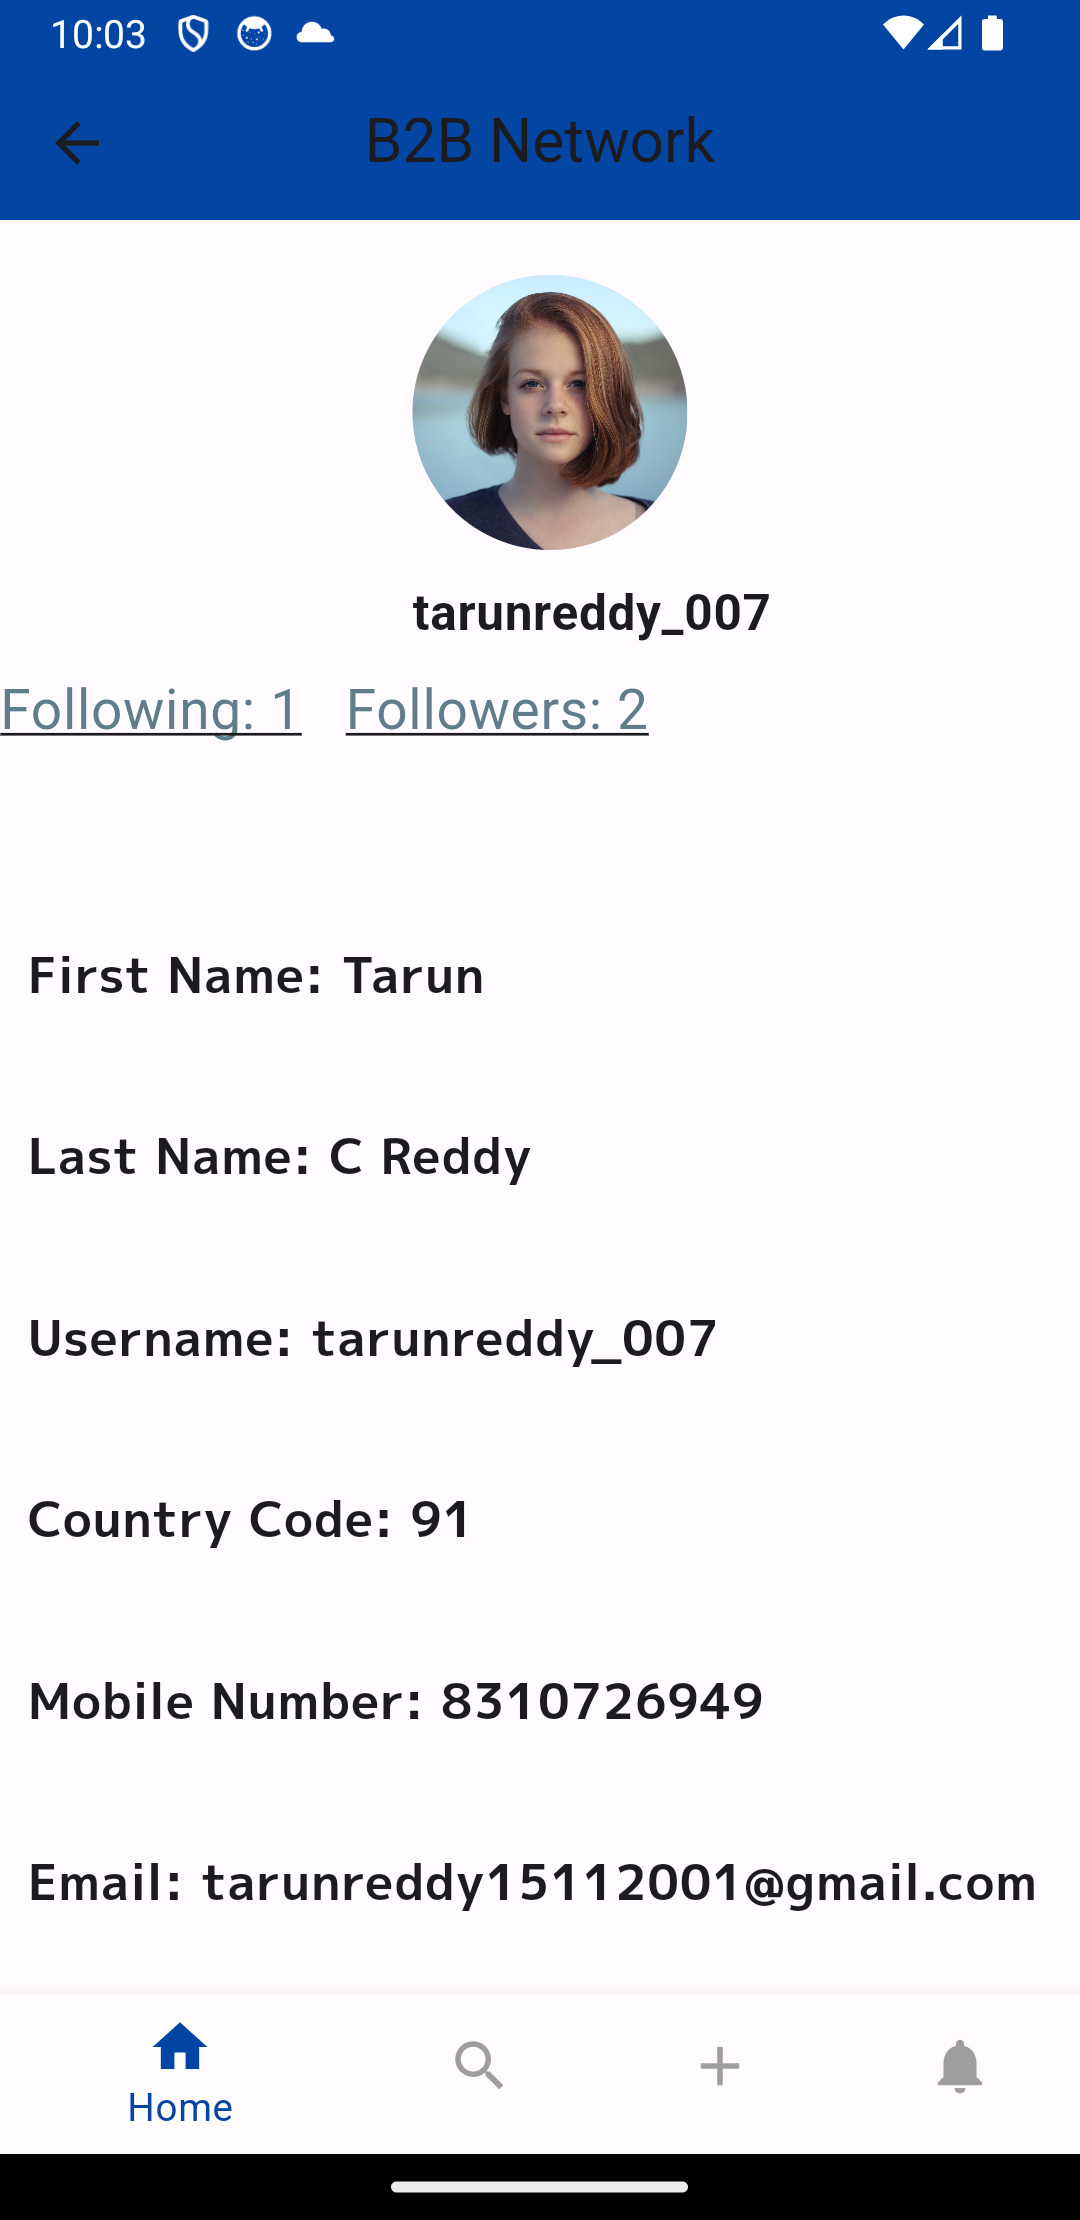 10:03
B2B Network
tarunreddy_007
Following: 1 Followers: 2
First Name: Tarun
Last Name: C Reddy
Username: tarunreddy_007
Country Code: 91
Mobile Number: 8310726949
Email: tarunreddy15112001@gmail.com
Home